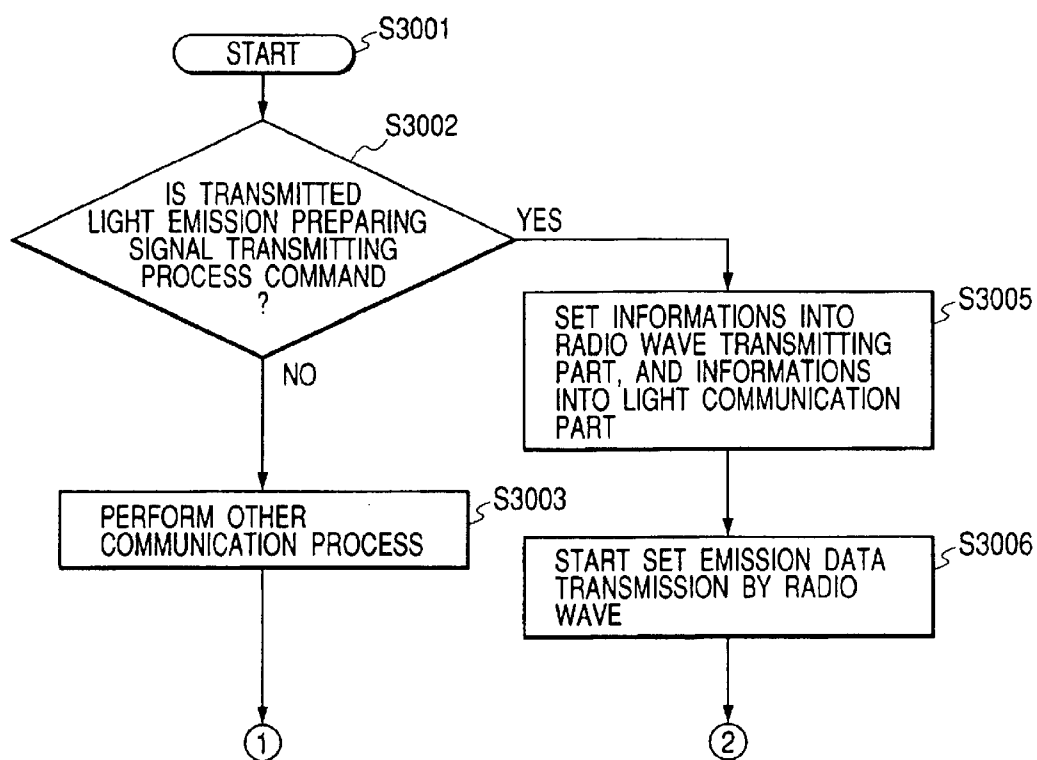 START
S3001
S3002
IS TRANSMITTED
LIGHT EMISSION PREPARING
SIGNAL TRANSMITTING
PROCESS COMMAND
?
YES
NO
S3005
SET INFORMATIONS INTO
RADIO WAVE TRANSMITTING
PART, AND INFORMATIONS
INTO LIGHT COMMUNICATION
PART
S3003
PERFORM OTHER
COMMUNICATION PROCESS
S3006
START SET EMISSION DATA
TRANSMISSION BY RADIO
WAVE
1
2